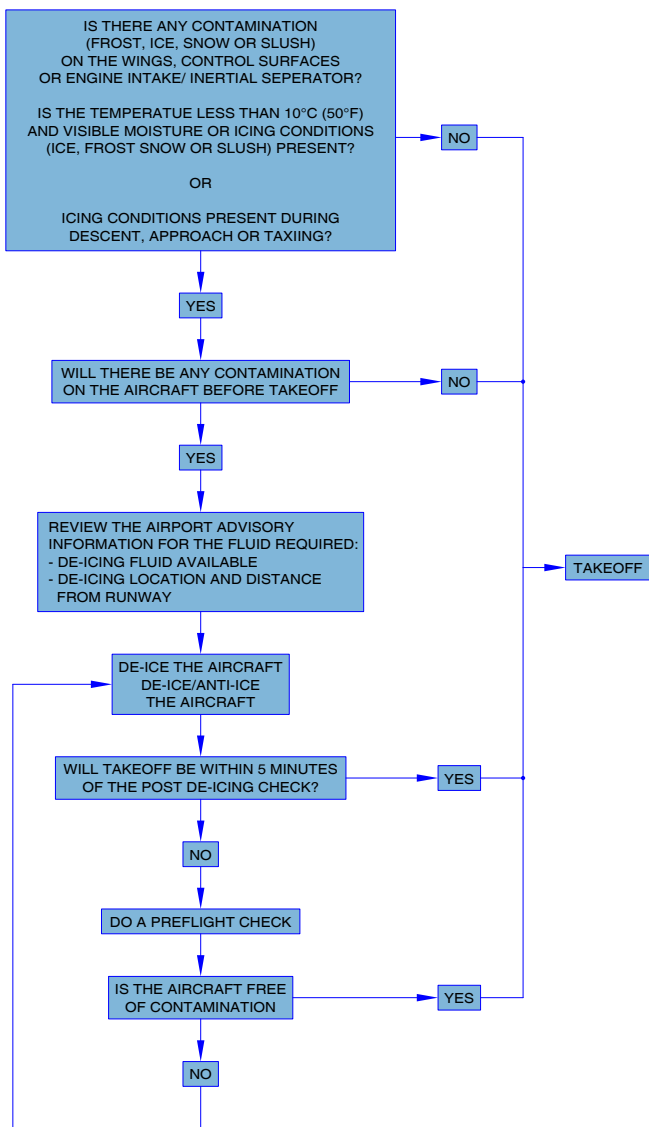 IS THERE ANY CONTAMINATION
(FROST, ICE, SNOW OR SLUSH)
ON THE WINGS, CONTROL SURFACES
OR ENGINE INTAKE/ INERTIAL SEPERATOR?
IS THE TEMPERATUE LESS THAN 10°C (50°F)
AND VISIBLE MOISTURE OR ICING CONDITIONS
(ICE, FROST SNOW OR SLUSH) PRESENT?
OR
ICING CONDITIONS PRESENT DURING
DESCENT, APPROACH OR TAXIING?
NO
YES
WILL THERE BE ANY CONTAMINATION
ON THE AIRCRAFT BEFORE TAKEOFF
NO
YES
REVIEW THE AIRPORT ADVISORY
INFORMATION FOR THE FLUID REQUIRED:
- DE-ICING FLUID AVAILABLE
- DE-ICING LOCATION AND DISTANCE
FROM RUNWAY
TAKEOFF
DE-ICE THE AIRCRAFT
DE-ICE/ANTI-ICE
THE AIRCRAFT
WILL TAKEOFF BE WITHIN 5 MINUTES
OF THE POST DE-ICING CHECK?
YES
NO
DO A PREFLIGHT CHECK
IS THE AIRCRAFT FREE
OF CONTAMINATION
YES
NO